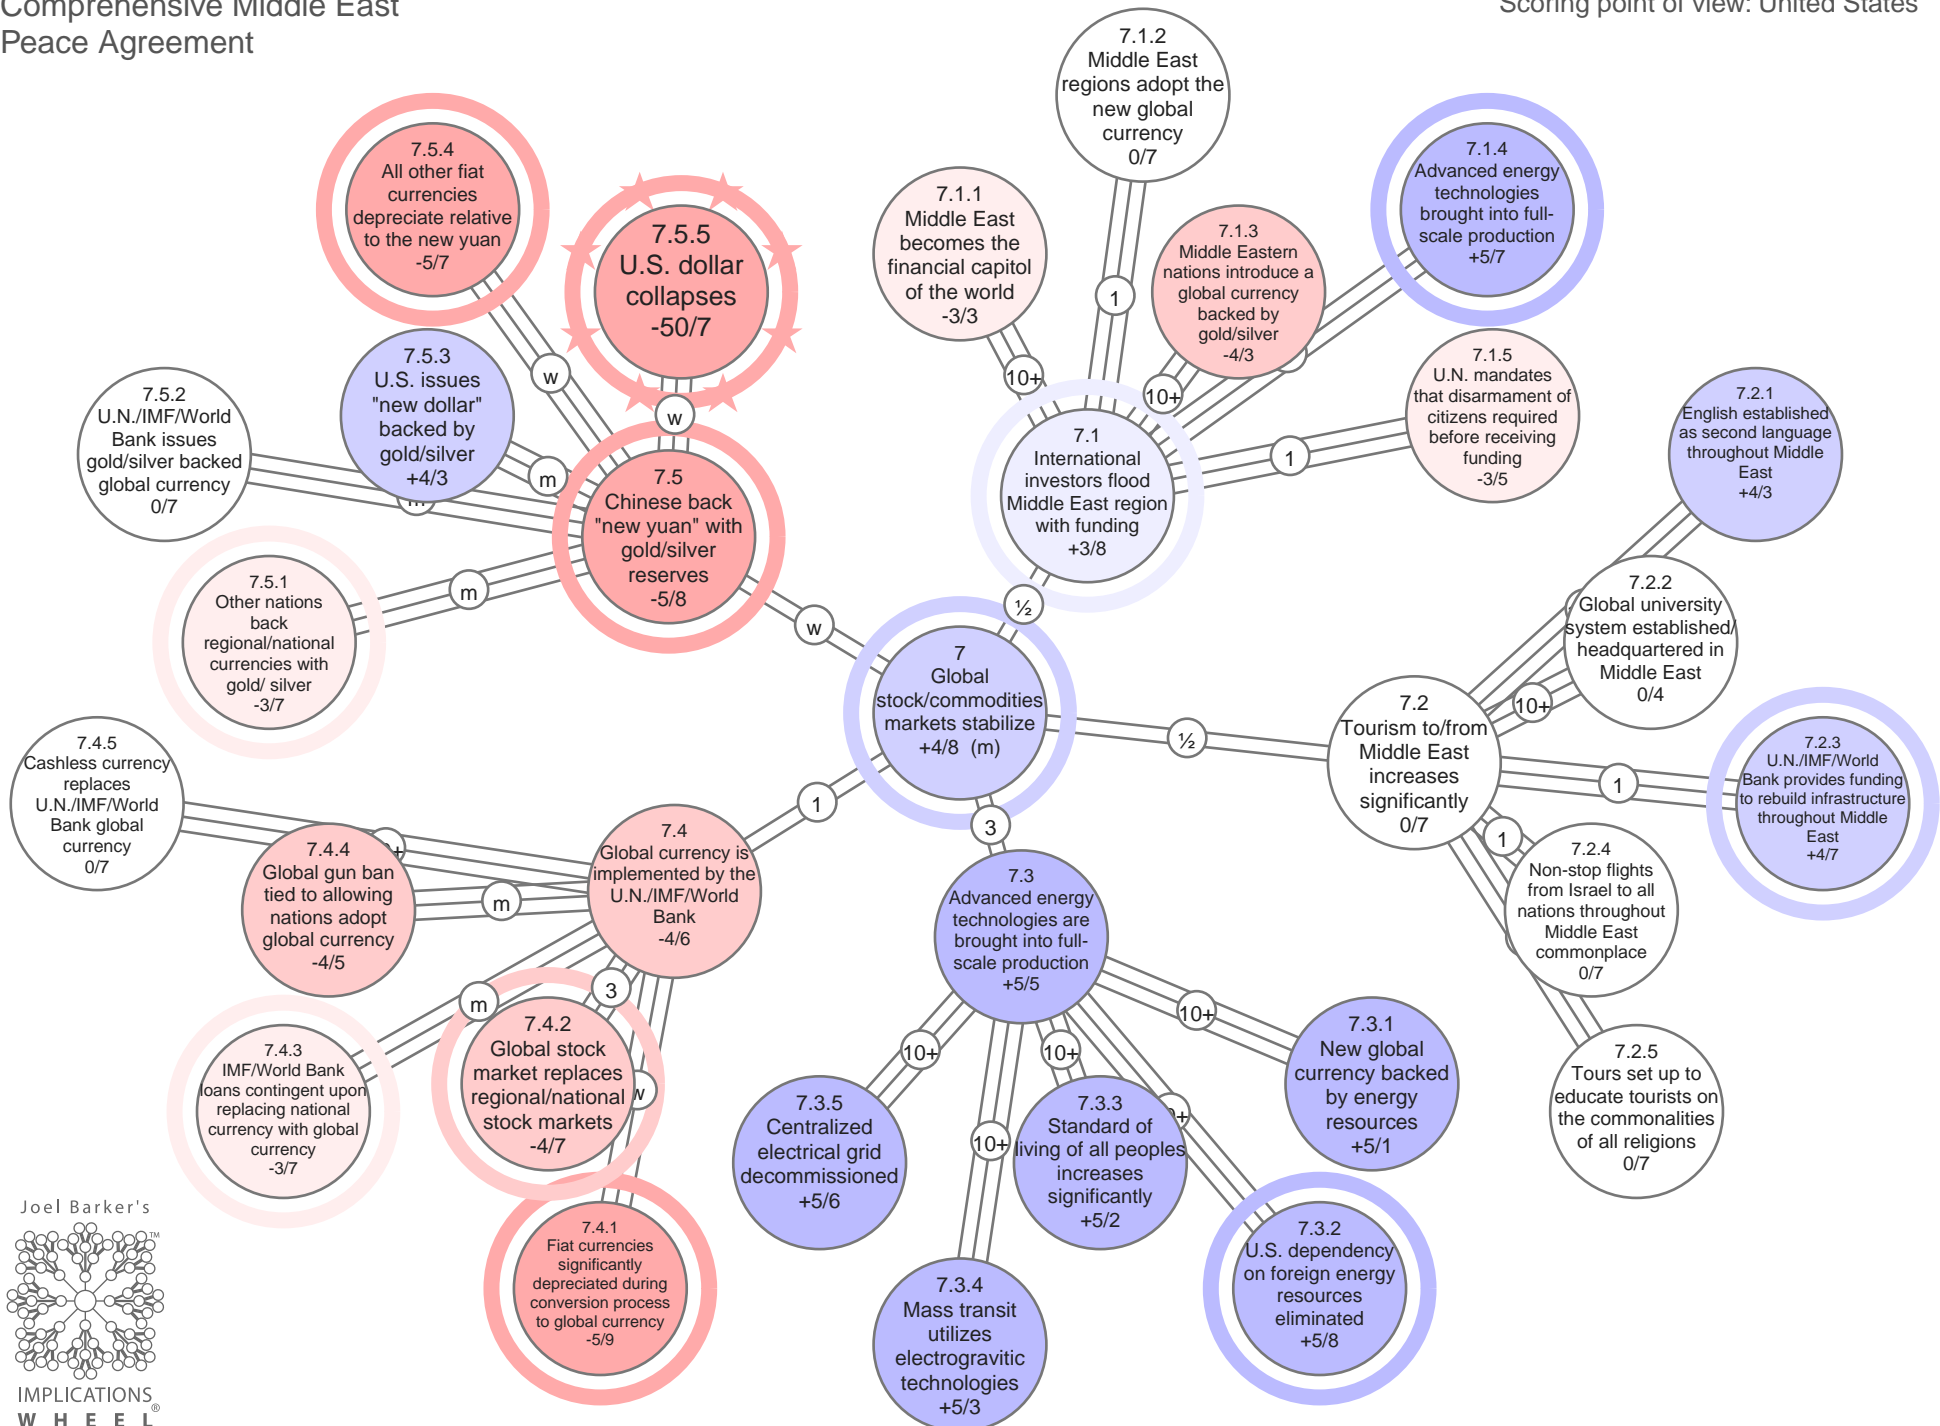 Comprehensive Middle East
Peace Agreement
Scoring point of view: United States
7.1.2
Middle East
regions adopt the
new global
currency
0/7
7.5.4
All other fiat
currencies
depreciate relative
to the new yuan
-5/7
7.5.5
U.S. dollar
collapses
-50/7
7.1.1
Middle East
becomes the
financial capitol
of the world
-3/3
7.1.3
Middle Eastern
nations introduce a
global currency
backed by
gold/silver
-4/3
7.1.4
Advanced energy
technologies
brought into full-
scale production
+5/7
7.5.2
U.N./IMF/World
Bank issues
gold/silver backed
global currency
0/7
7.5.3
U.S. issues
"new dollar"
backed by
gold/silver
+4/3
w
w
1
10+
10+
7.1.5
U.N. mandates
that disarmament of
citizens required
before receiving
funding
-3/5
7.2.1
English established
as second language
throughout Middle
East
+4/3
m
7.5
Chinese back
"new yuan" with
gold/silver
reserves
-5/8
7.1
International
investors flood
Middle East region
with funding
+3/8
1
7.5.1
Other nations
back
regional/national
currencies with
gold/ silver
-3/7
m
w
½
7.2.2
Global university
system established/
headquartered in
Middle East
0/4
7
Global
stock/commodities
markets stabilize
+4/8 (m)
½
7.2
Tourism to/from
Middle East
increases
significantly
0/7
10+
1
7.2.3
U.N./IMF/World
Bank provides funding
to rebuild infrastructure
throughout Middle
East
+4/7
7.4.5
Cashless currency
replaces
U.N./IMF/World
Bank global
currency
0/7
7.4.4
Global gun ban
tied to allowing
nations adopt
global currency
-4/5
m
7.4
Global currency is
implemented by the
U.N./IMF/World
Bank
-4/6
1
3
7.3
Advanced energy
technologies are
brought into full-
scale production
+5/5
1
7.2.4
Non-stop flights
from Israel to all
nations throughout
Middle East
commonplace
0/7
7.4.3
IMF/World Bank
loans contingent upon
replacing national
currency with global
currency
-3/7
m
3
7.4.2
Global stock
market replaces
regional/national
stock markets
-4/7
w
10+
10+
10+
10+
7.3.1
New global
currency backed
by energy
resources
+5/1
7.2.5
Tours set up to
educate tourists on
the commonalities
of all religions
0/7
7.3.5
Centralized
electrical grid
decommissioned
+5/6
7.3.3
Standard of
living of all peoples
increases
significantly
+5/2
7.4.1
Fiat currencies
significantly
depreciated during
conversion process
to global currency
-5/9
7.3.4
Mass transit
utilizes
electrogravitic
technologies
+5/3
7.3.2
U.S. dependency
on foreign energy
resources
eliminated
+5/8
Joel Barker's
TM
IMPLICATIONS
WHEEL®